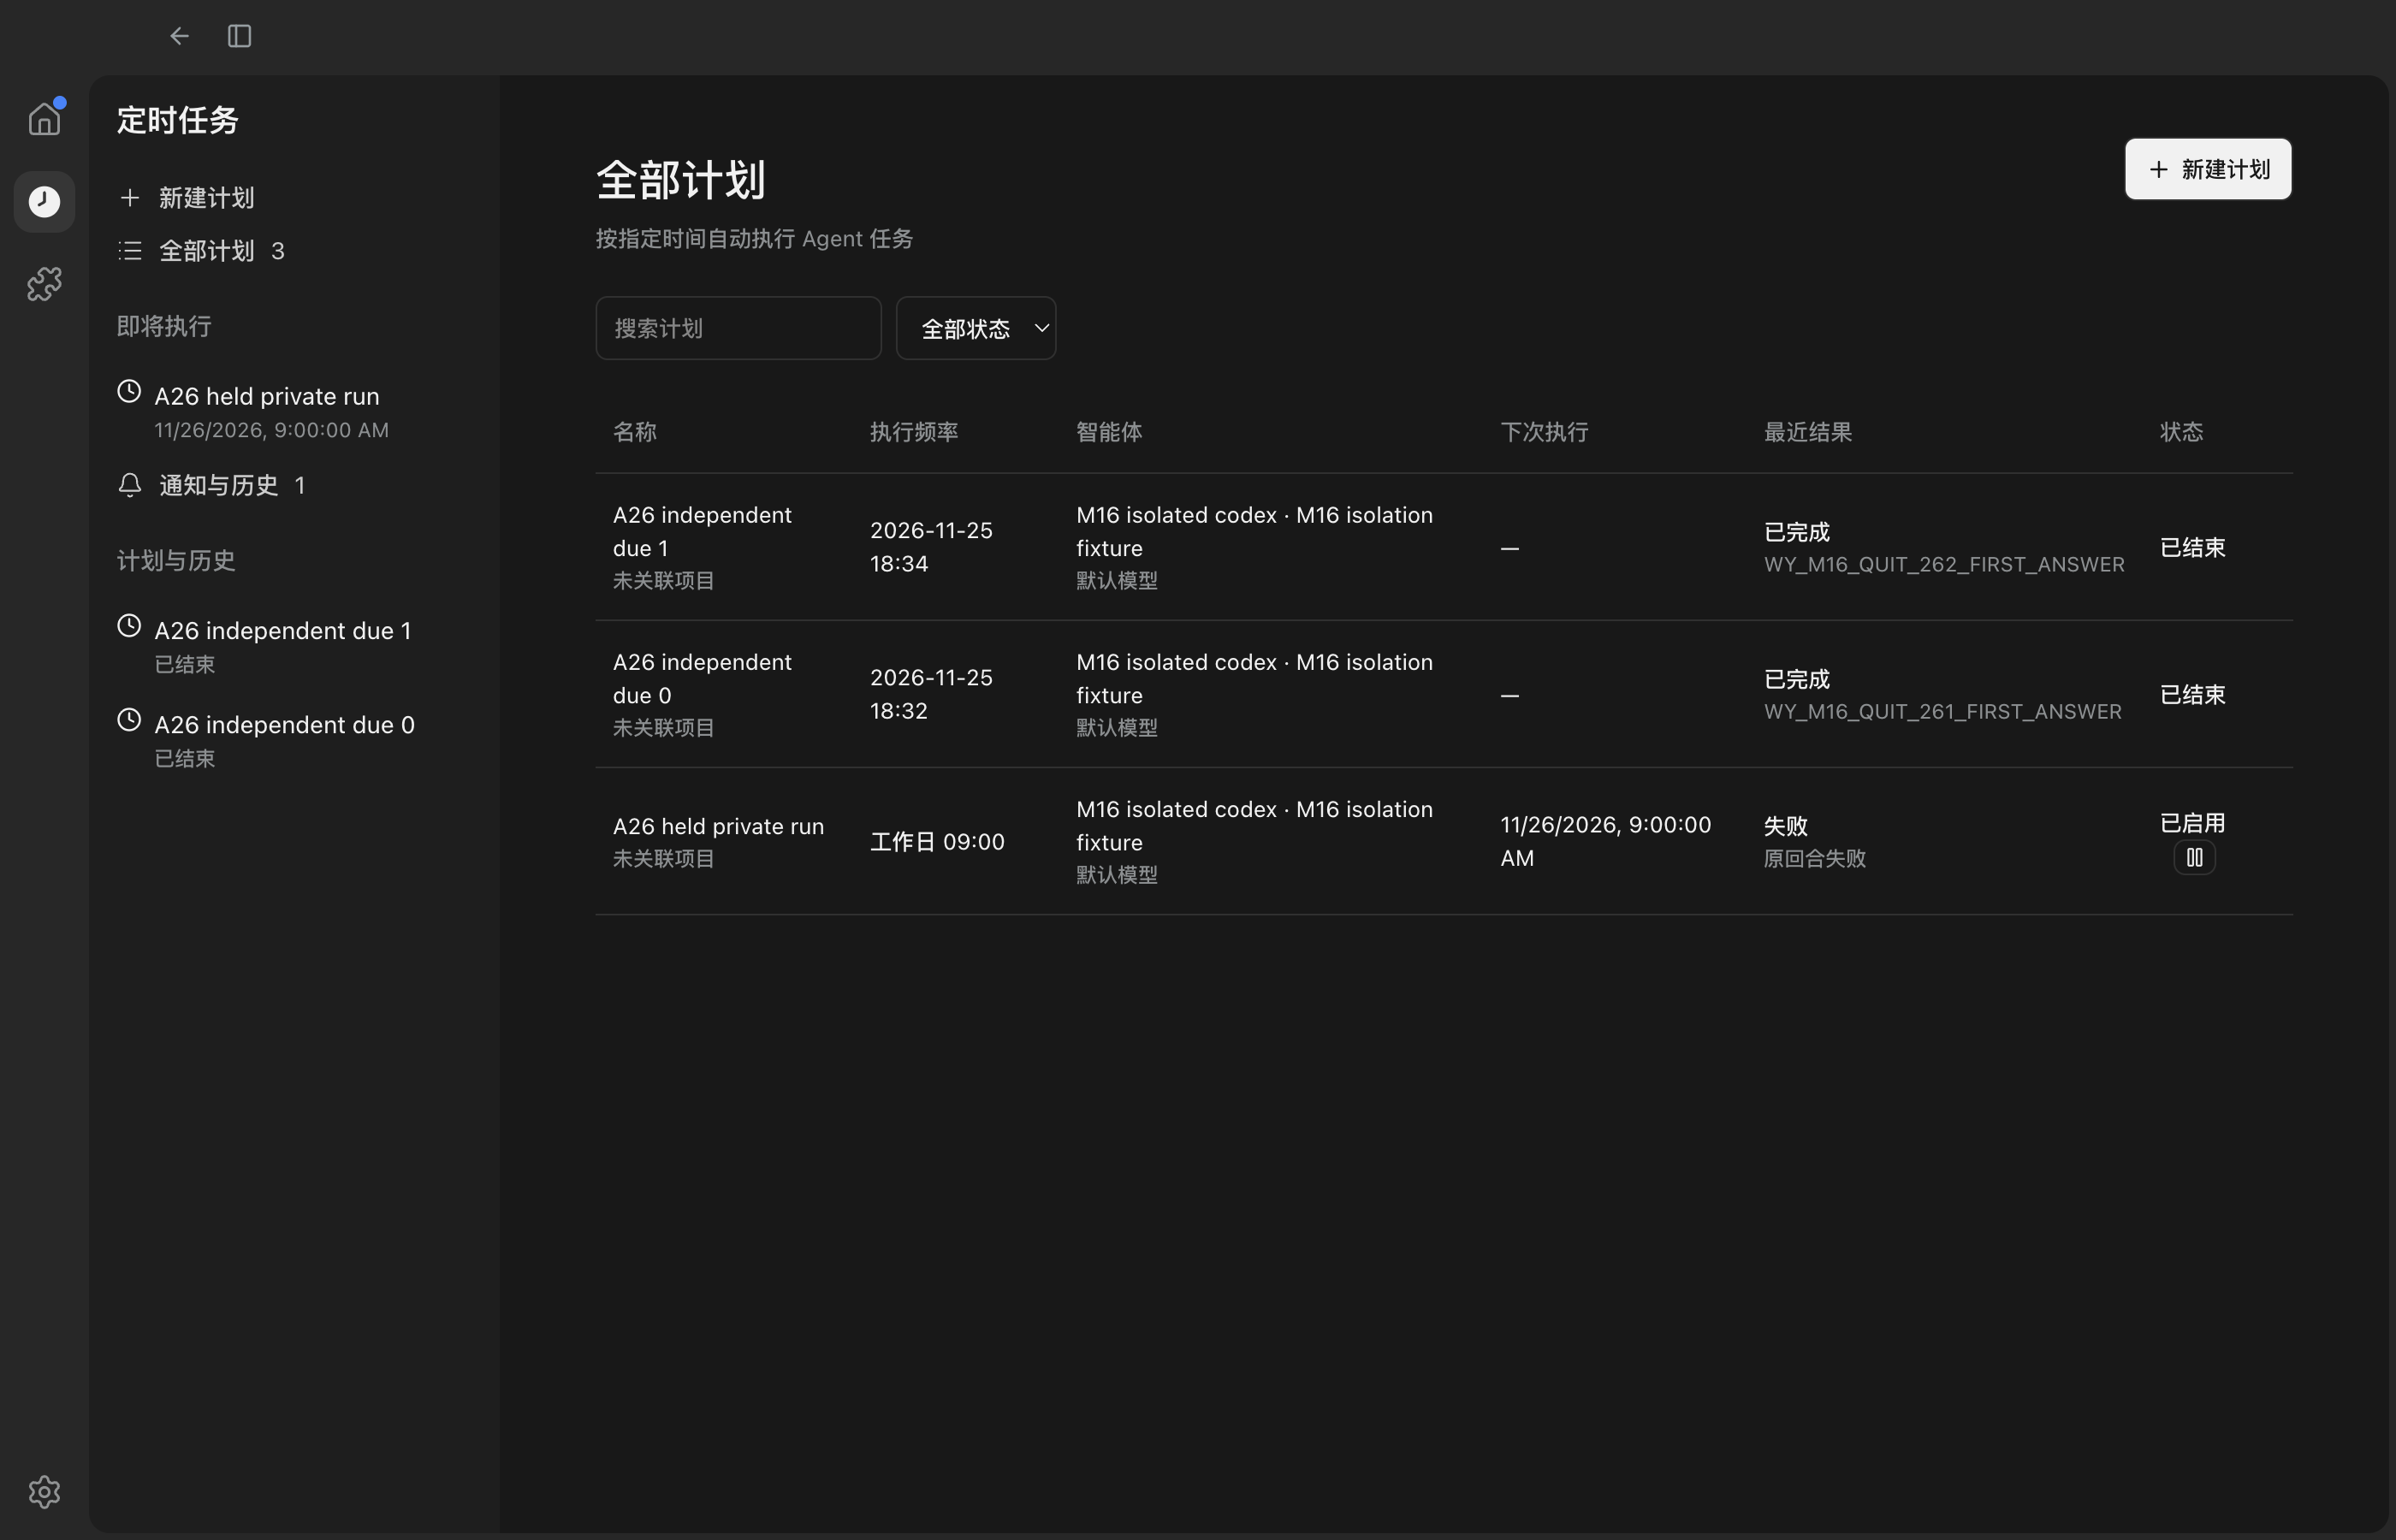 定时任务
新建计划
全部计划 3
即将执行
A26 held private run
11/26/2026, 9:00:00 AM
通知与历史 1
计划与历史
A26 independent due 1
已结束
A26 independent due 0
已结束
全部计划
新建计划
按指定时间自动执行 Agent 任务
搜索计划
全部状态
名称 执行频率 智能体 下次执行 最近结果 状态
A26 independent
due 1
未关联项目
2026-11-25
18:34
M16 isolated codex · M16 isolation
fixture
默认模型
—
已完成
WY_M16_QUIT_262_FIRST_ANSWER
已结束
A26 independent
due 0
未关联项目
2026-11-25
18:32
M16 isolated codex · M16 isolation
fixture
默认模型
—
已完成
WY_M16_QUIT_261_FIRST_ANSWER
已结束
A26 held private run
未关联项目
工作日 09:00
M16 isolated codex · M16 isolation
fixture
默认模型
11/26/2026, 9:00:00
AM
失败
原回合失败
已启用